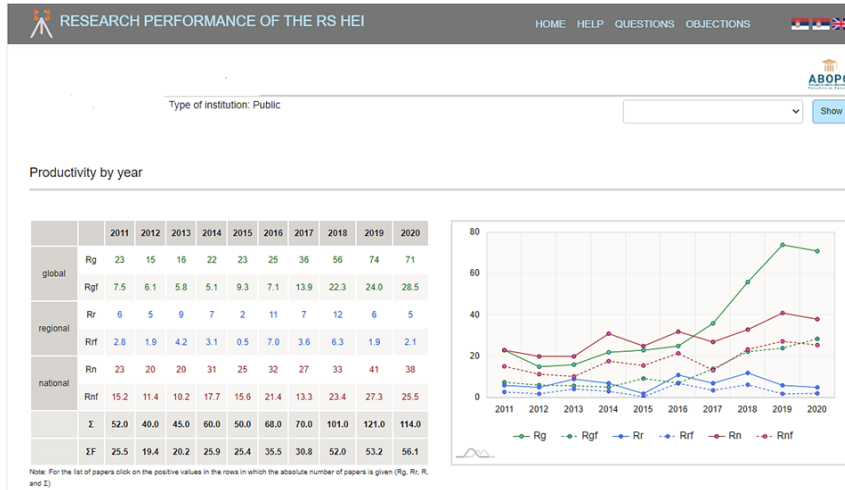 RESEARCH PERFORMANCE OF THE RS HEI
HOME HELP QUESTIONS OBJECTIONS
Type of institution: Public
Show
Productivity by year
2011 2012 2013 2014 2015 2016 2017 2018 2019 2020
global Rg 23 15 16 22 23 25 36 56 74 71
Rgf 7.5 6.1 5.8 5.1 9.3 7.1 13.9 22.3 24.0 28.5
regional Rr 6 5 9 7 2 11 7 12 6 5
Rrf 2.8 1.9 4.2 3.1 0.5 7.0 3.6 6.3 1.9 2.1
national Rn 23 20 20 31 25 32 27 33 41 38
Rnf 15.2 11.4 10.2 17.7 15.6 21.4 13.3 23.4 27.3 25.5
Σ 52.0 40.0 45.0 60.0 50.0 68.0 70.0 101.0 121.0 114.0
ΣF 25.5 19.4 20.2 25.9 25.4 35.5 30.8 52.0 53.2 56.1
Note: For the list of papers click on the positive values in the rows in which the absolute number of papers is given (Rg, Rr, R,
and Σ)
80
60
40
20
0
2011 2012 2013 2014 2015 2016 2017 2018 2019 2020
Rg Rgf Rr Rrf Rn Rnf